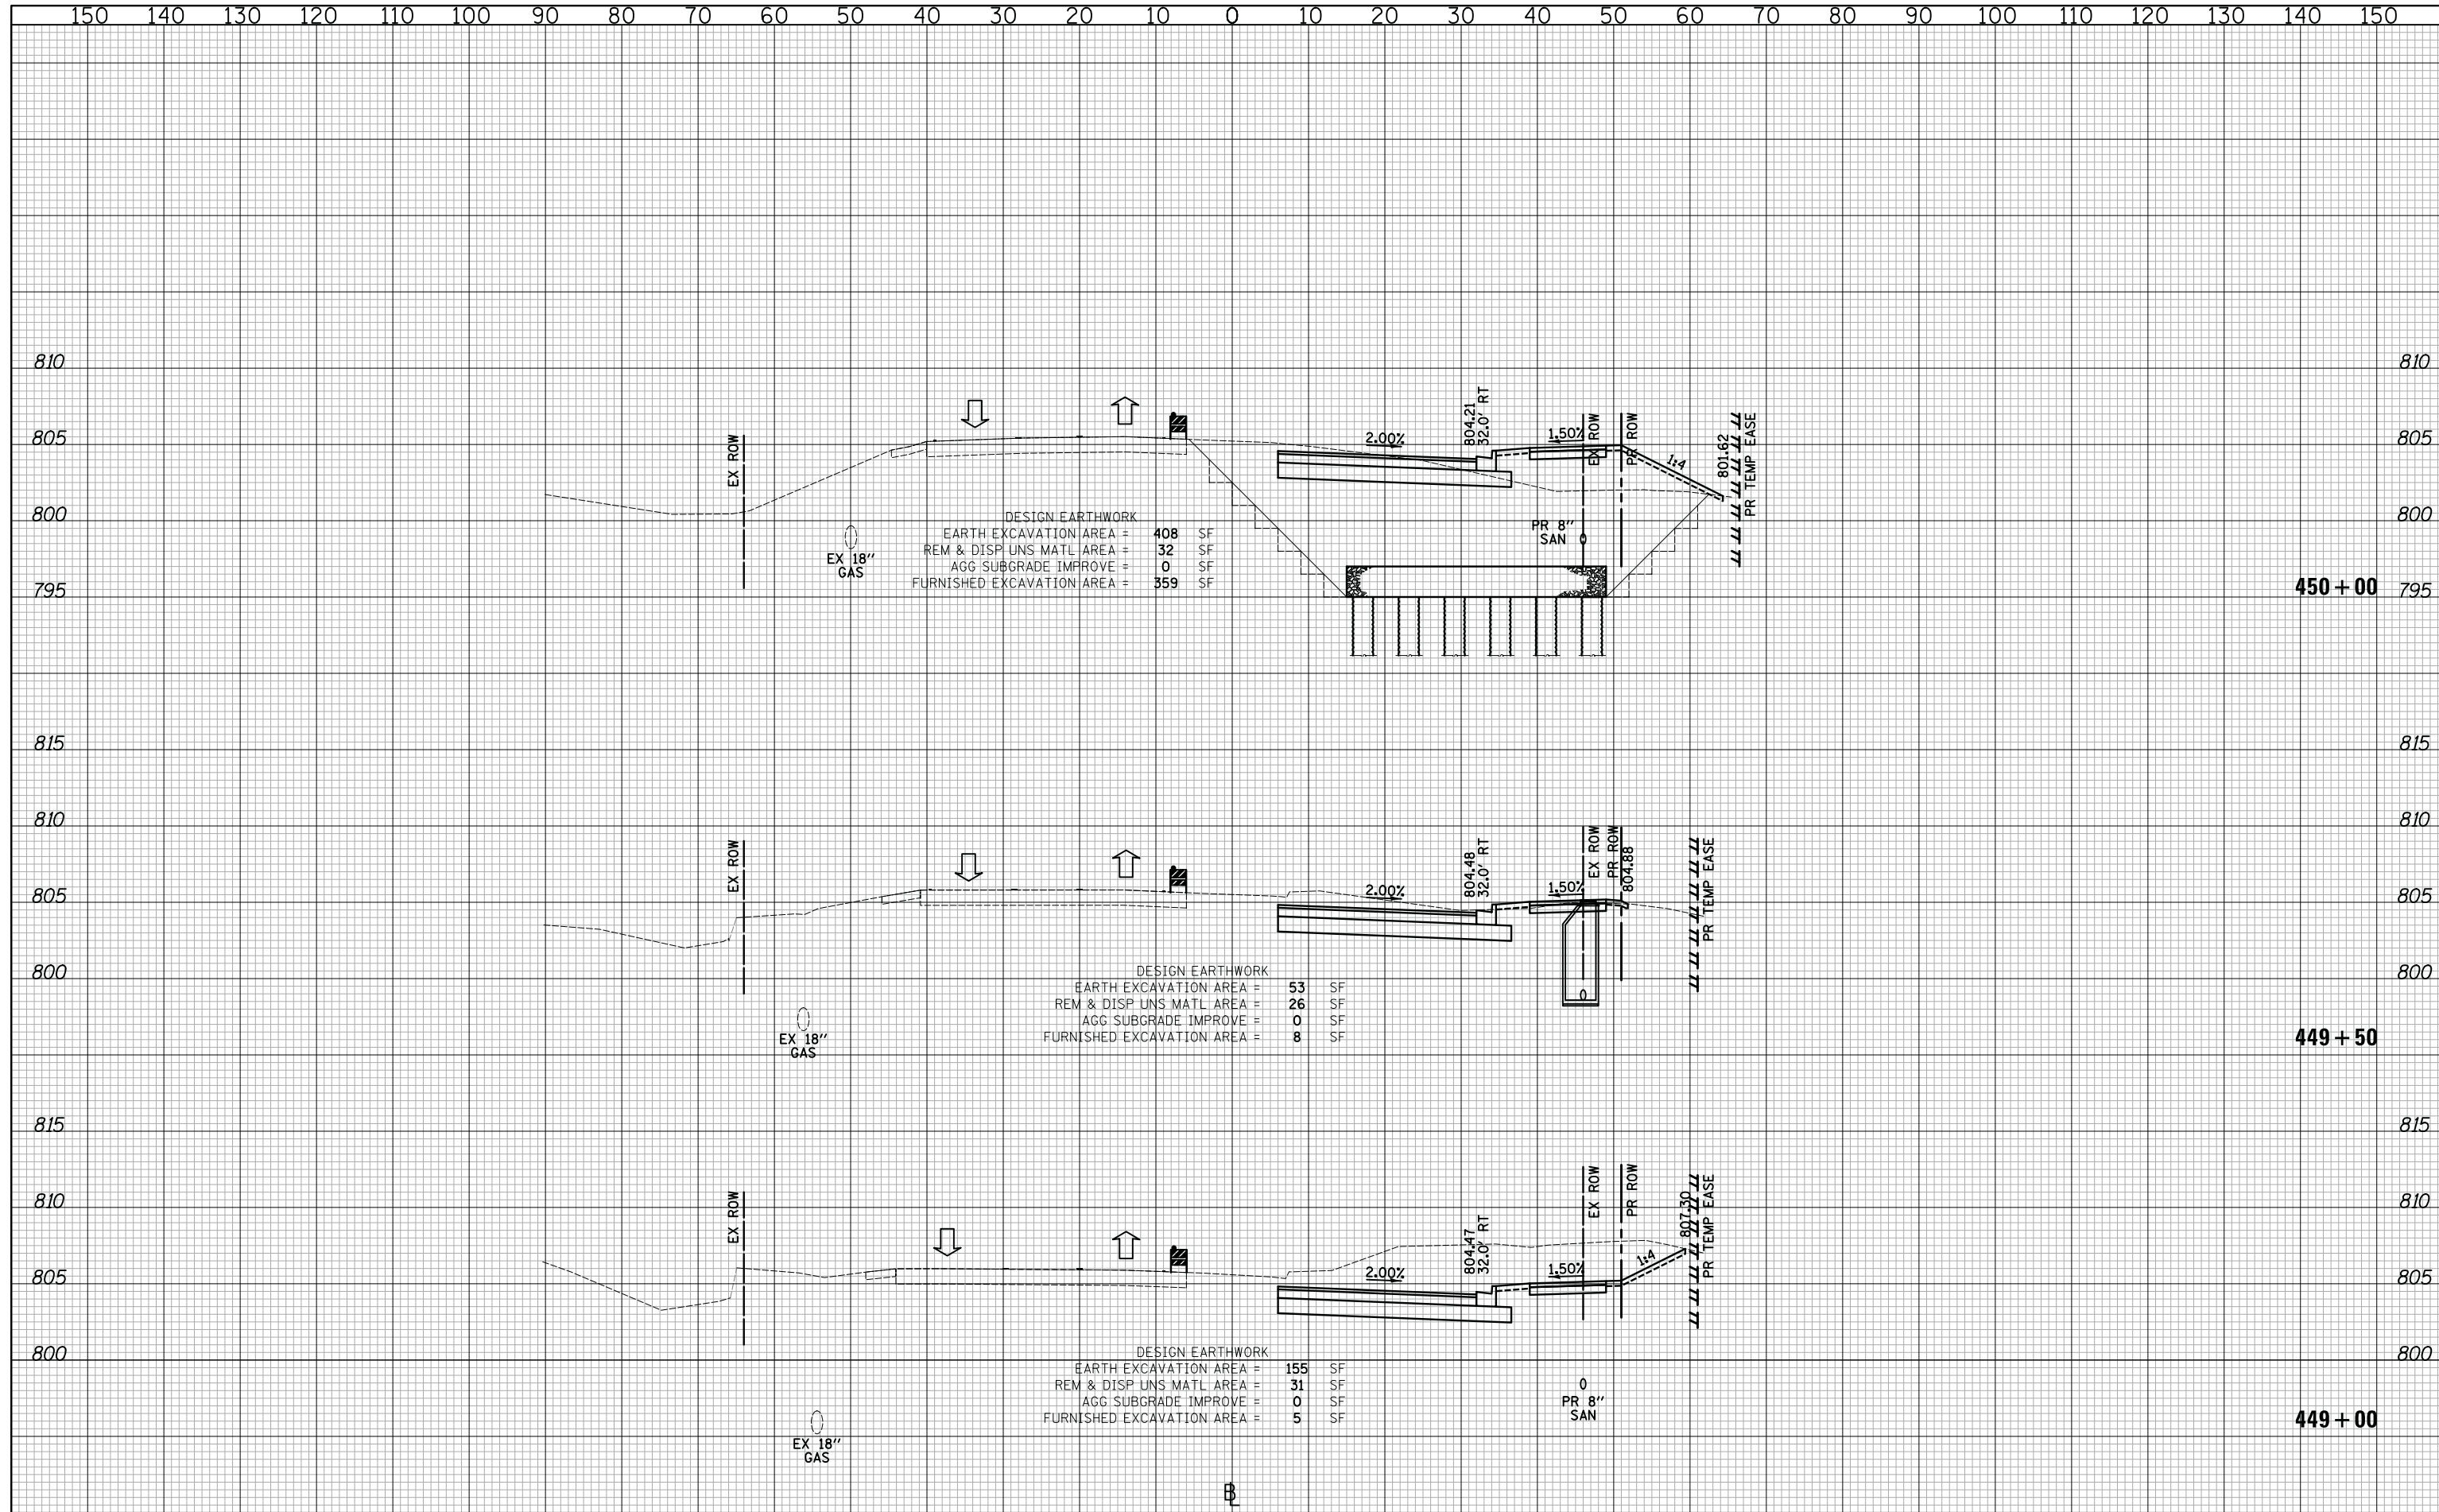 150 140 130 120 110 100 90 80 70 60 50 40 30 20 10 0 10 20 30 40 50 60 70 80 90 100 110 120 130 140 150
810 810
804.21
32.0' RT
EX ROW
PR ROW
805 EX ROW 2.00% 1.50% 1:4 801.62 PR TEMP EASE 805
800 800
DESIGN EARTHWORK
EARTH EXCAVATION AREA = 408 SF
REM & DISP UNS MATL AREA = 32 SF
AGG SUBGRADE IMPROVE = 0 SF
FURNISHED EXCAVATION AREA = 359 SF
EX 18"
GAS
PR 8"
SAN
795 450+00 795
815 815
810 810
EX ROW
804.48
32.0' RT
EX ROW
PR ROW
804.88
PR TEMP EASE
805 2.00% 1.50% 805
800 800
DESIGN EARTHWORK
EARTH EXCAVATION AREA = 53 SF
REM & DISP UNS MATL AREA = 26 SF
AGG SUBGRADE IMPROVE = 0 SF
FURNISHED EXCAVATION AREA = 8 SF
EX 18"
GAS
449+50
815 815
810 810
EX ROW
804.47
32.0' RT
EX ROW
PR ROW
807.30
PR TEMP EASE
805 2.00% 1.50% 1:4 805
800 800
DESIGN EARTHWORK
EARTH EXCAVATION AREA = 155 SF
REM & DISP UNS MATL AREA = 31 SF
AGG SUBGRADE IMPROVE = 0 SF
FURNISHED EXCAVATION AREA = 5 SF
PR 8"
SAN
449+00
EX 18"
GAS
BL